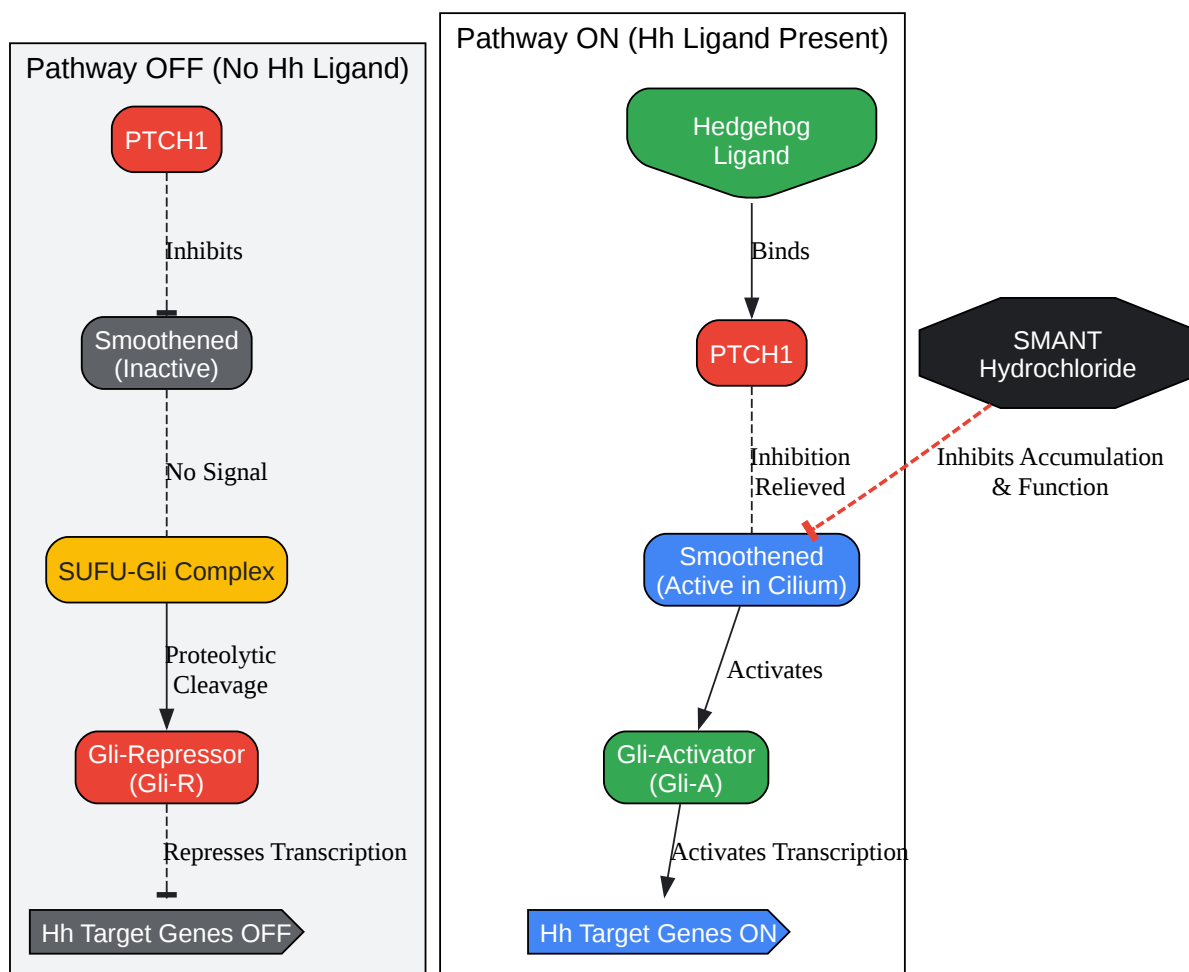 Pathway OFF (No Hh Ligand)
PTCH1
Inhibits
Smoothened
(Inactive)
No Signal
SUFU-Gli Complex
Proteolytic
Cleavage
Gli-Repressor
(Gli-R)
Represses Transcription
Hh Target Genes OFF
Pathway ON (Hh Ligand Present)
Hedgehog
Ligand
Binds
PTCH1
Inhibition
Relieved
Smoothened
(Active in Cilium)
Activates
Gli-Activator
(Gli-A)
Activates Transcription
Hh Target Genes ON
SMANT
Hydrochloride
Inhibits Accumulation
& Function